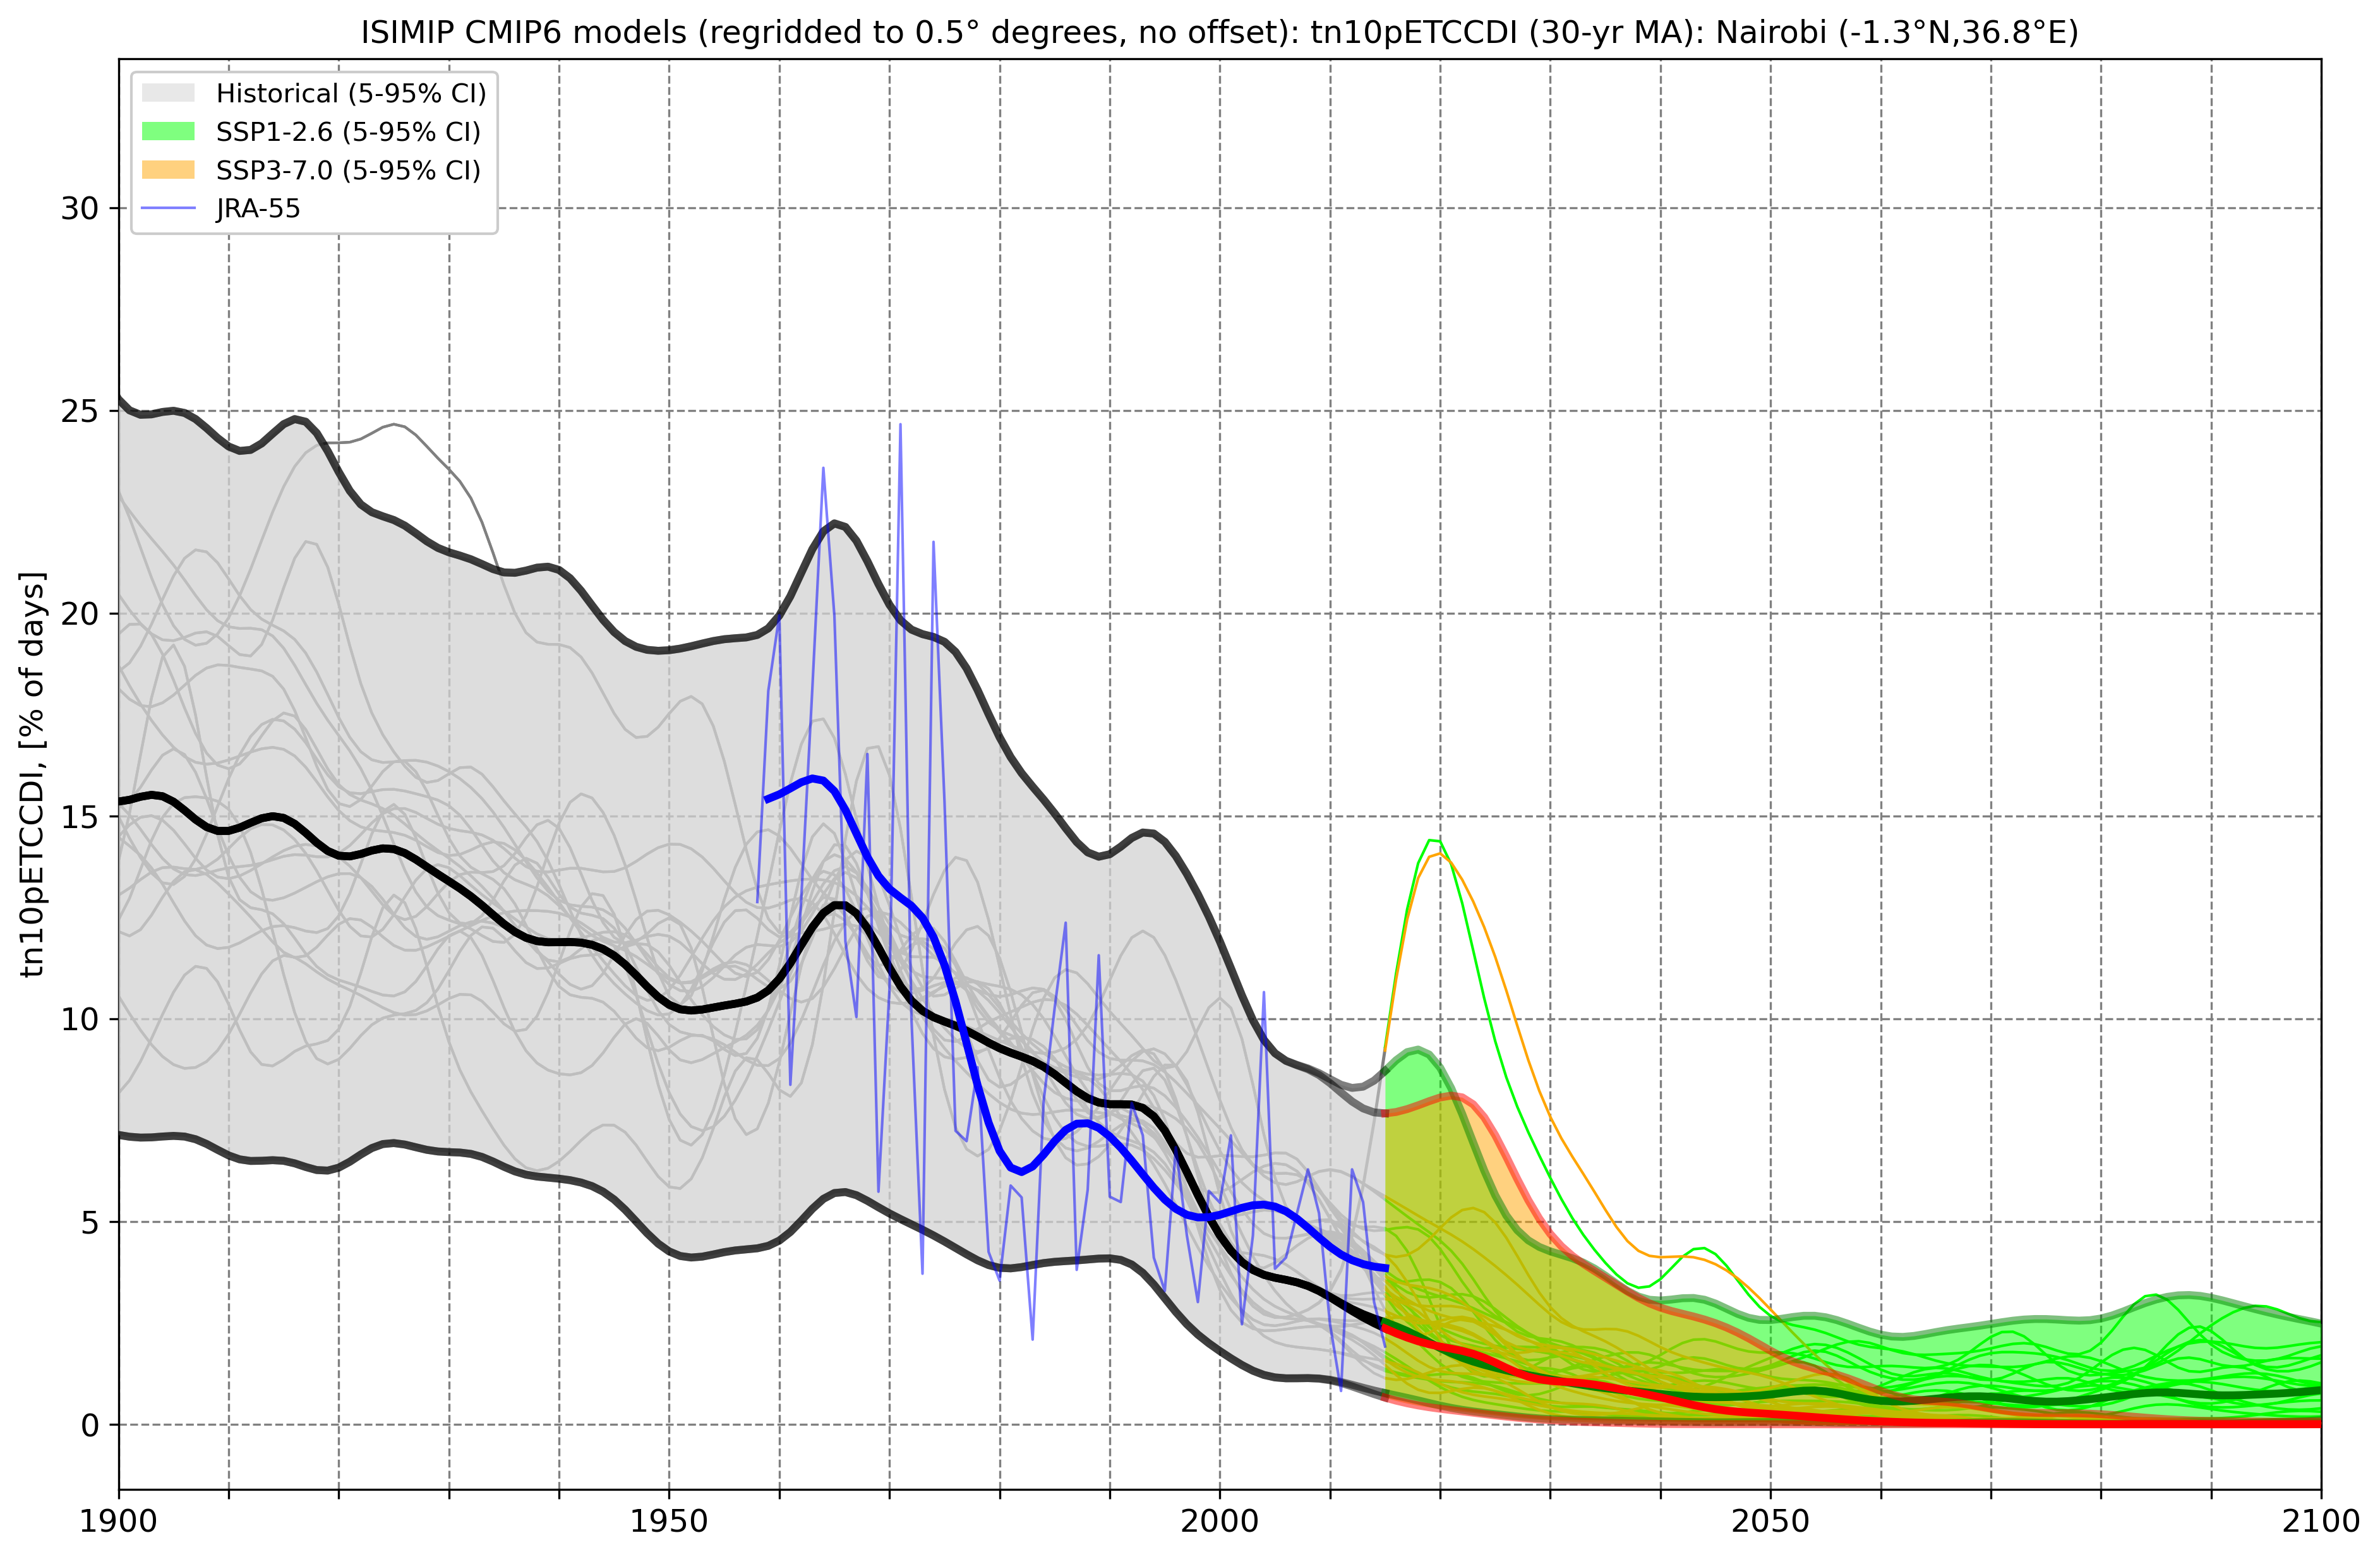 ISIMIP CMIP6 models (regridded to 0.5° degrees, no offset): tn10pETCCDI (30-yr MA): Nairobi (-1.3°N,36.8°E)
Historical (5-95% CI)
SSP1-2.6 (5-95% CI)
SSP3-7.0 (5-95% CI)
JRA-55
tn10pETCCDI, [% of days]
30
25
20
15
10
5
0
1900
1950
2000
2050
2100